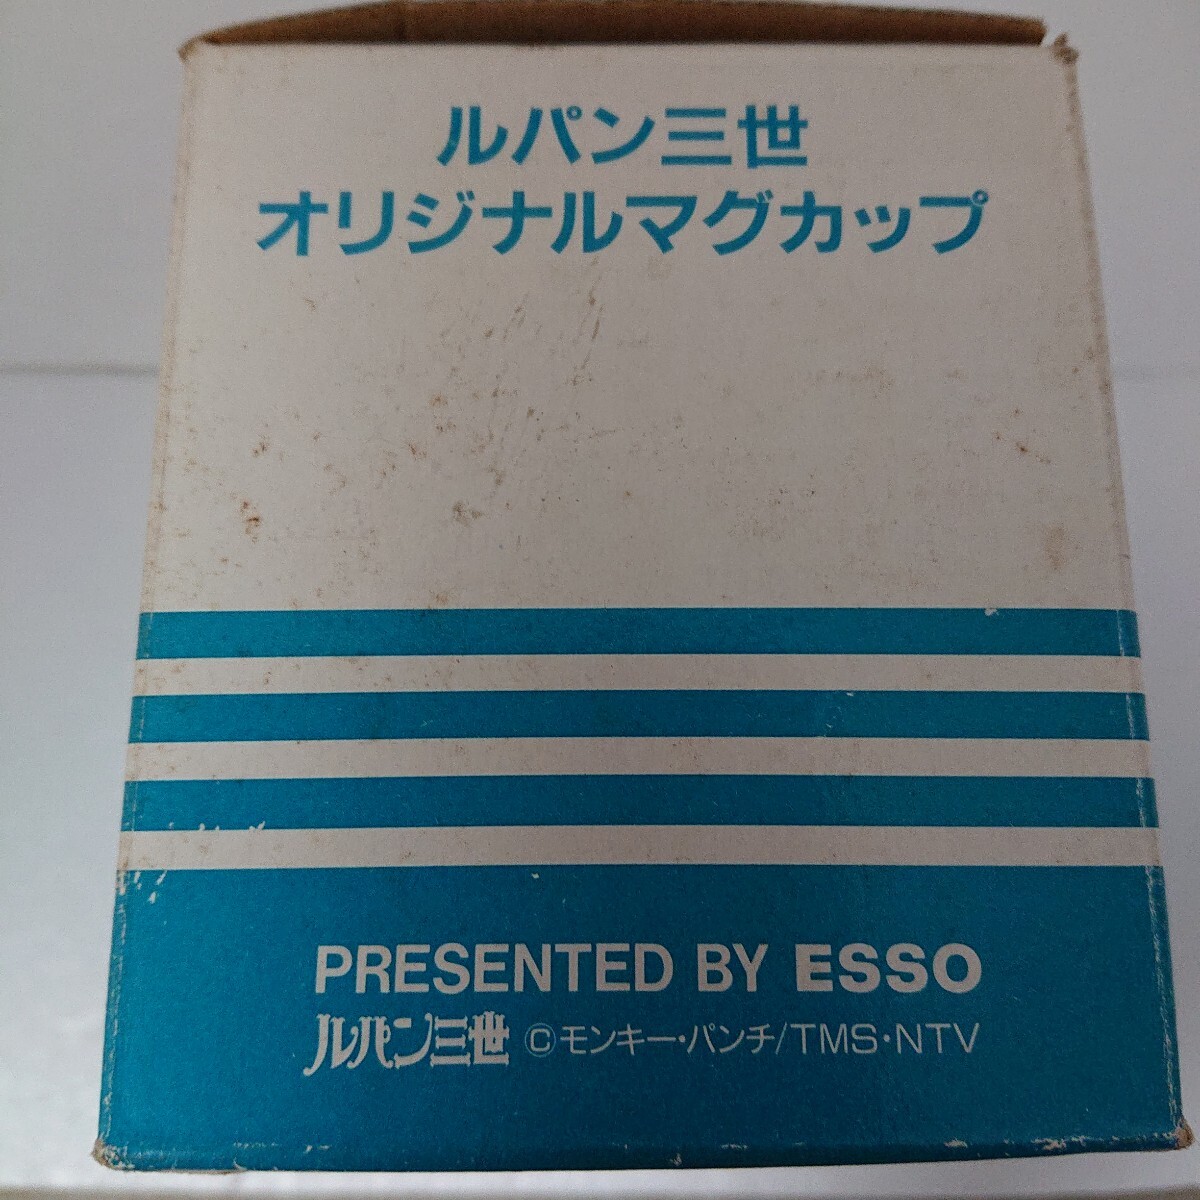 ルパン三世
オリジナルマグカップ
PRESENTED BY ESSO
ルパン三世 ©モンキー・パンチ/TMS・NTV